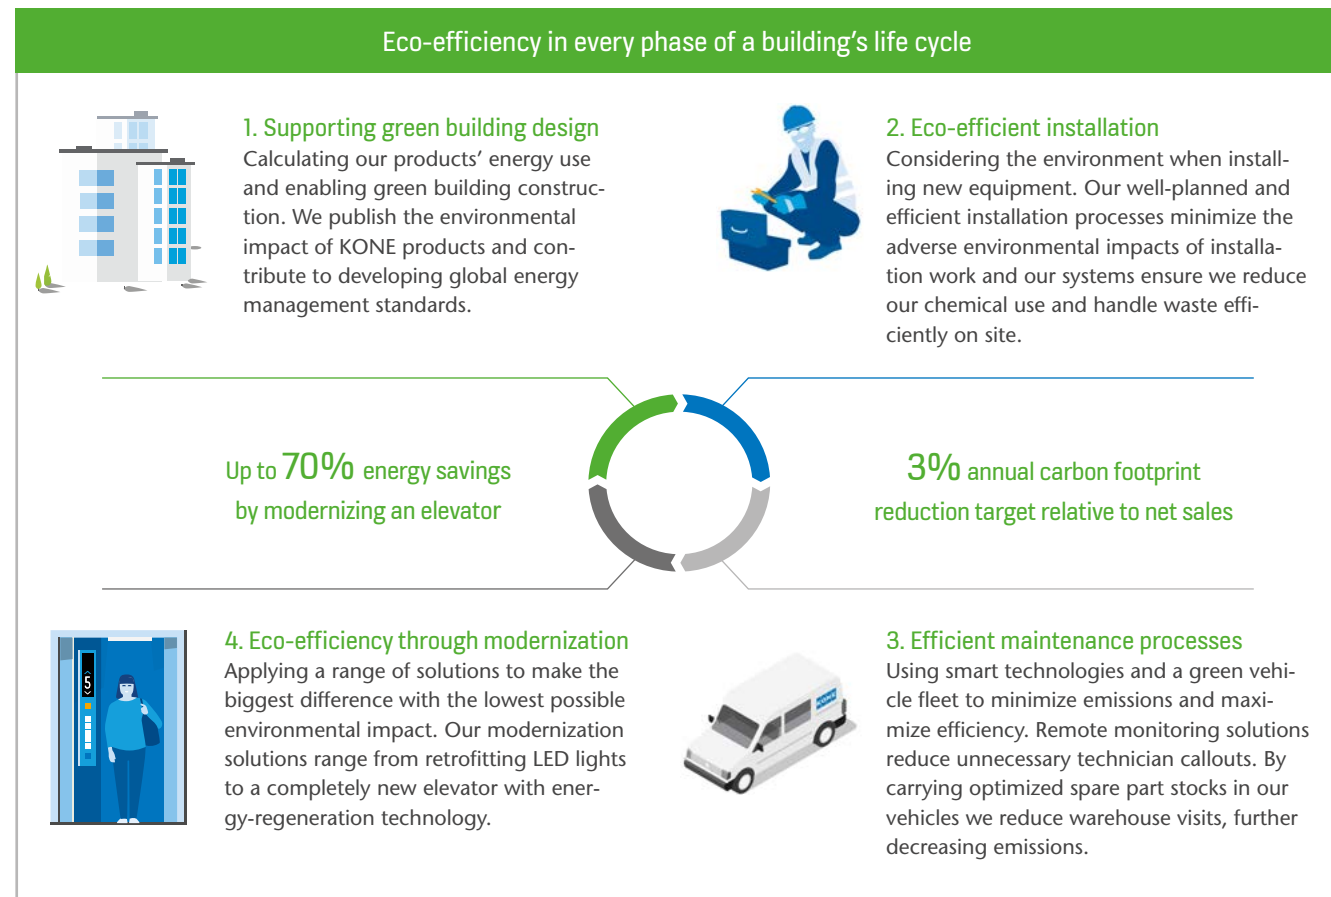 Eco-efficiency in every phase of a building’s life cycle
1. Supporting green building design
Calculating our products’ energy use
and enabling green building construc-
tion. We publish the environmental
impact of KONE products and con-
tribute to developing global energy
management standards.
2. Eco-efficient installation
Considering the environment when install-
ing new equipment. Our well-planned and
efficient installation processes minimize the
adverse environmental impacts of installa-
tion work and our systems ensure we reduce
our chemical use and handle waste effi-
ciently on site.
Up to 70% energy savings
by modernizing an elevator
3% annual carbon footprint
reduction target relative to net sales
5
4. Eco-efficiency through modernization
Applying a range of solutions to make the
biggest difference with the lowest possible
environmental impact. Our modernization
solutions range from retrofitting LED lights
to a completely new elevator with ener-
gy-regeneration technology.
KONE
3. Efficient maintenance processes
Using smart technologies and a green vehi-
cle fleet to minimize emissions and maxi-
mize efficiency. Remote monitoring solutions
reduce unnecessary technician callouts. By
carrying optimized spare part stocks in our
vehicles we reduce warehouse visits, further
decreasing emissions.